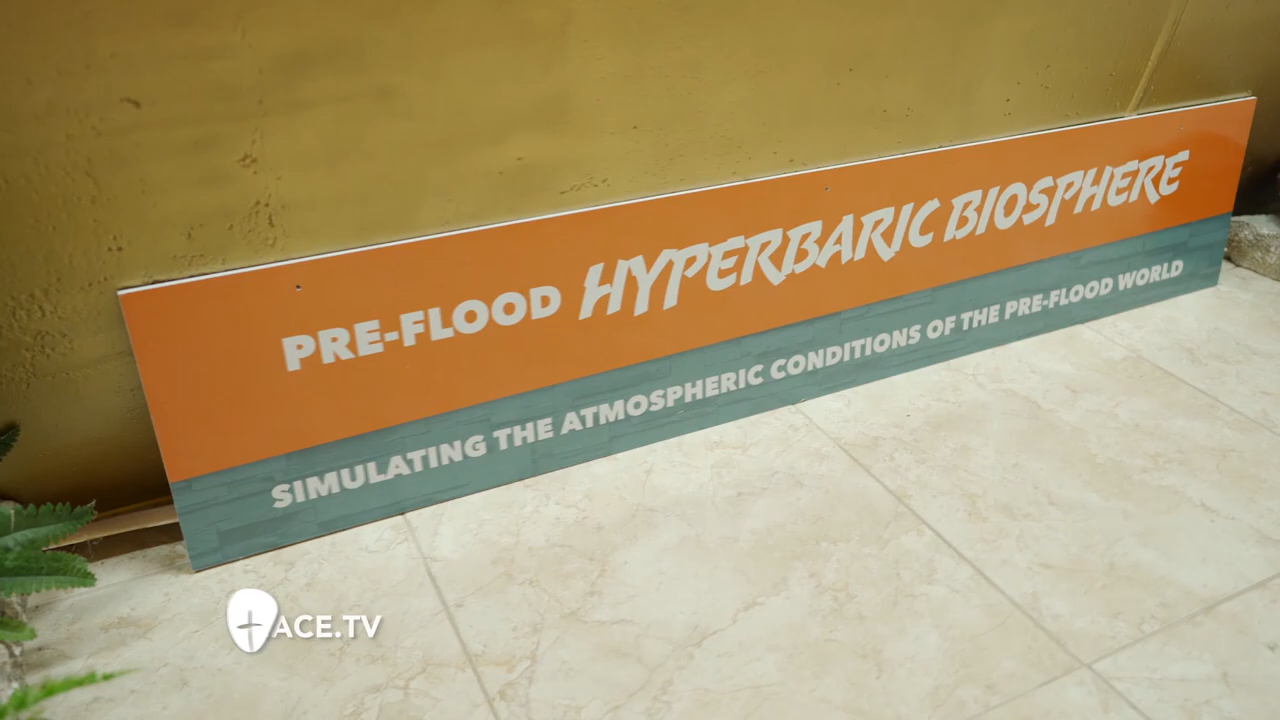 PRE-FLOOD HYPERBARIC BIOSPHERE
SIMULATING THE ATMOSPHERIC CONDITIONS OF THE PRE-FLOOD WORLD
ACE.TV